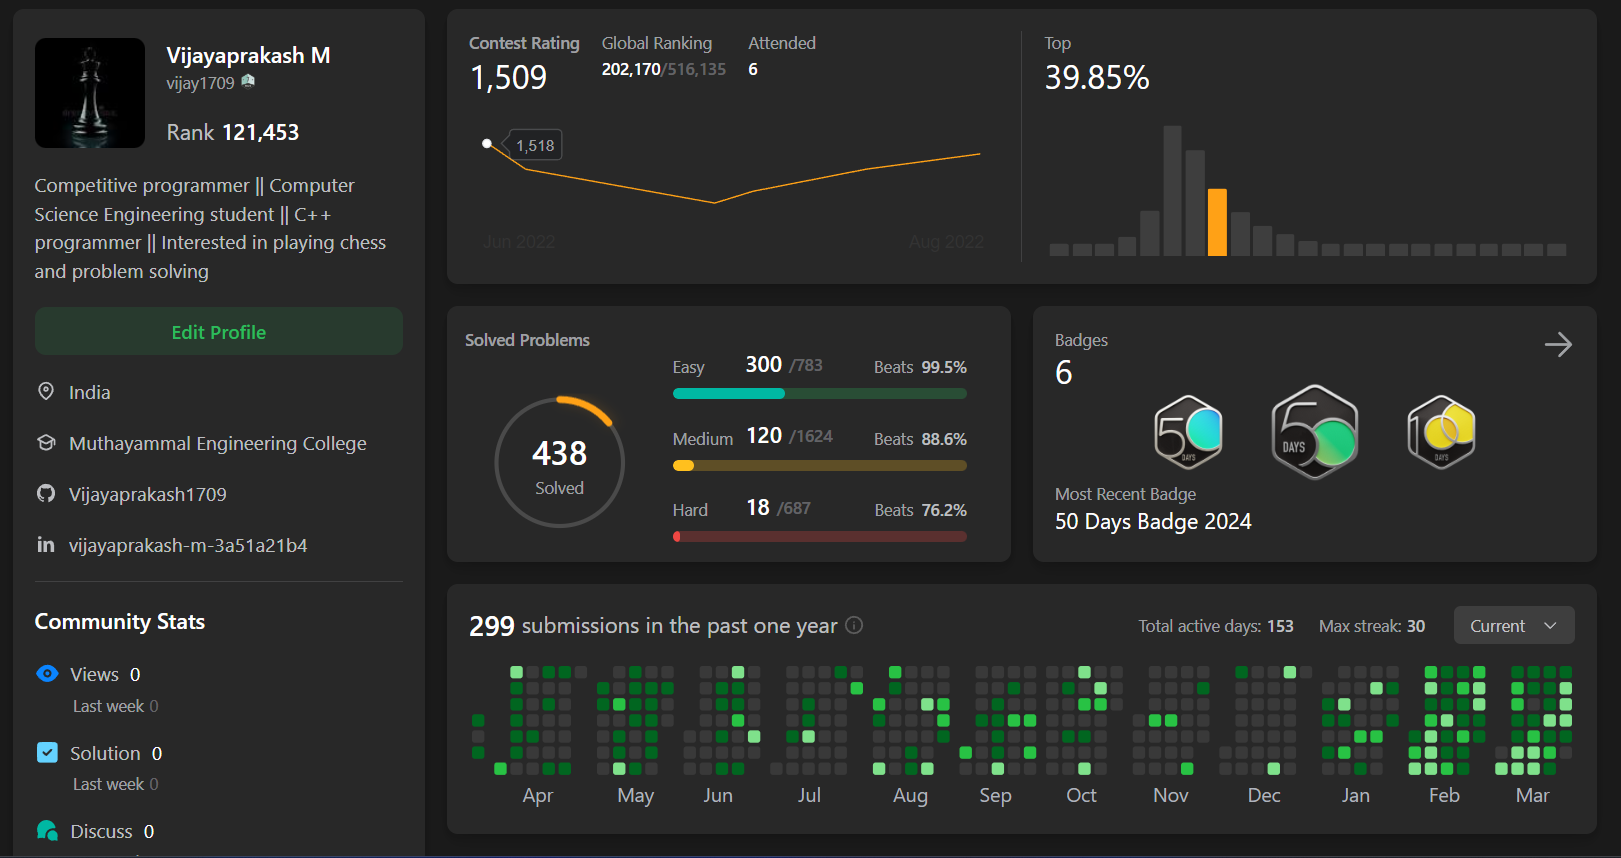 Vijayaprakash M
vijay1709
Rank 121,453
Competitive programmer || Computer
Science Engineering student || C++
programmer || Interested in playing chess
and problem solving
Edit Profile
India
Muthayammal Engineering College
Vijayaprakash1709
vijayaprakash-m-3a51a21b4
Community Stats
Views 0
Last week 0
Solution 0
Last week 0
Discuss 0
Contest Rating
1,509
Global Ranking
202,170/516,135
Attended
6
1,518
Jun 2022
Aug 2022
Top
39.85%
Solved Problems
438
Solved
Easy 300 /783 Beats 99.5%
Medium 120 /1624 Beats 88.6%
Hard 18 /687 Beats 76.2%
Badges
6
50 DAYS
50 DAYS
100 DAYS
Most Recent Badge
50 Days Badge 2024
299 submissions in the past one year
Total active days: 153 Max streak: 30 Current
Apr May Jun Jul Aug Sep Oct Nov Dec Jan Feb Mar